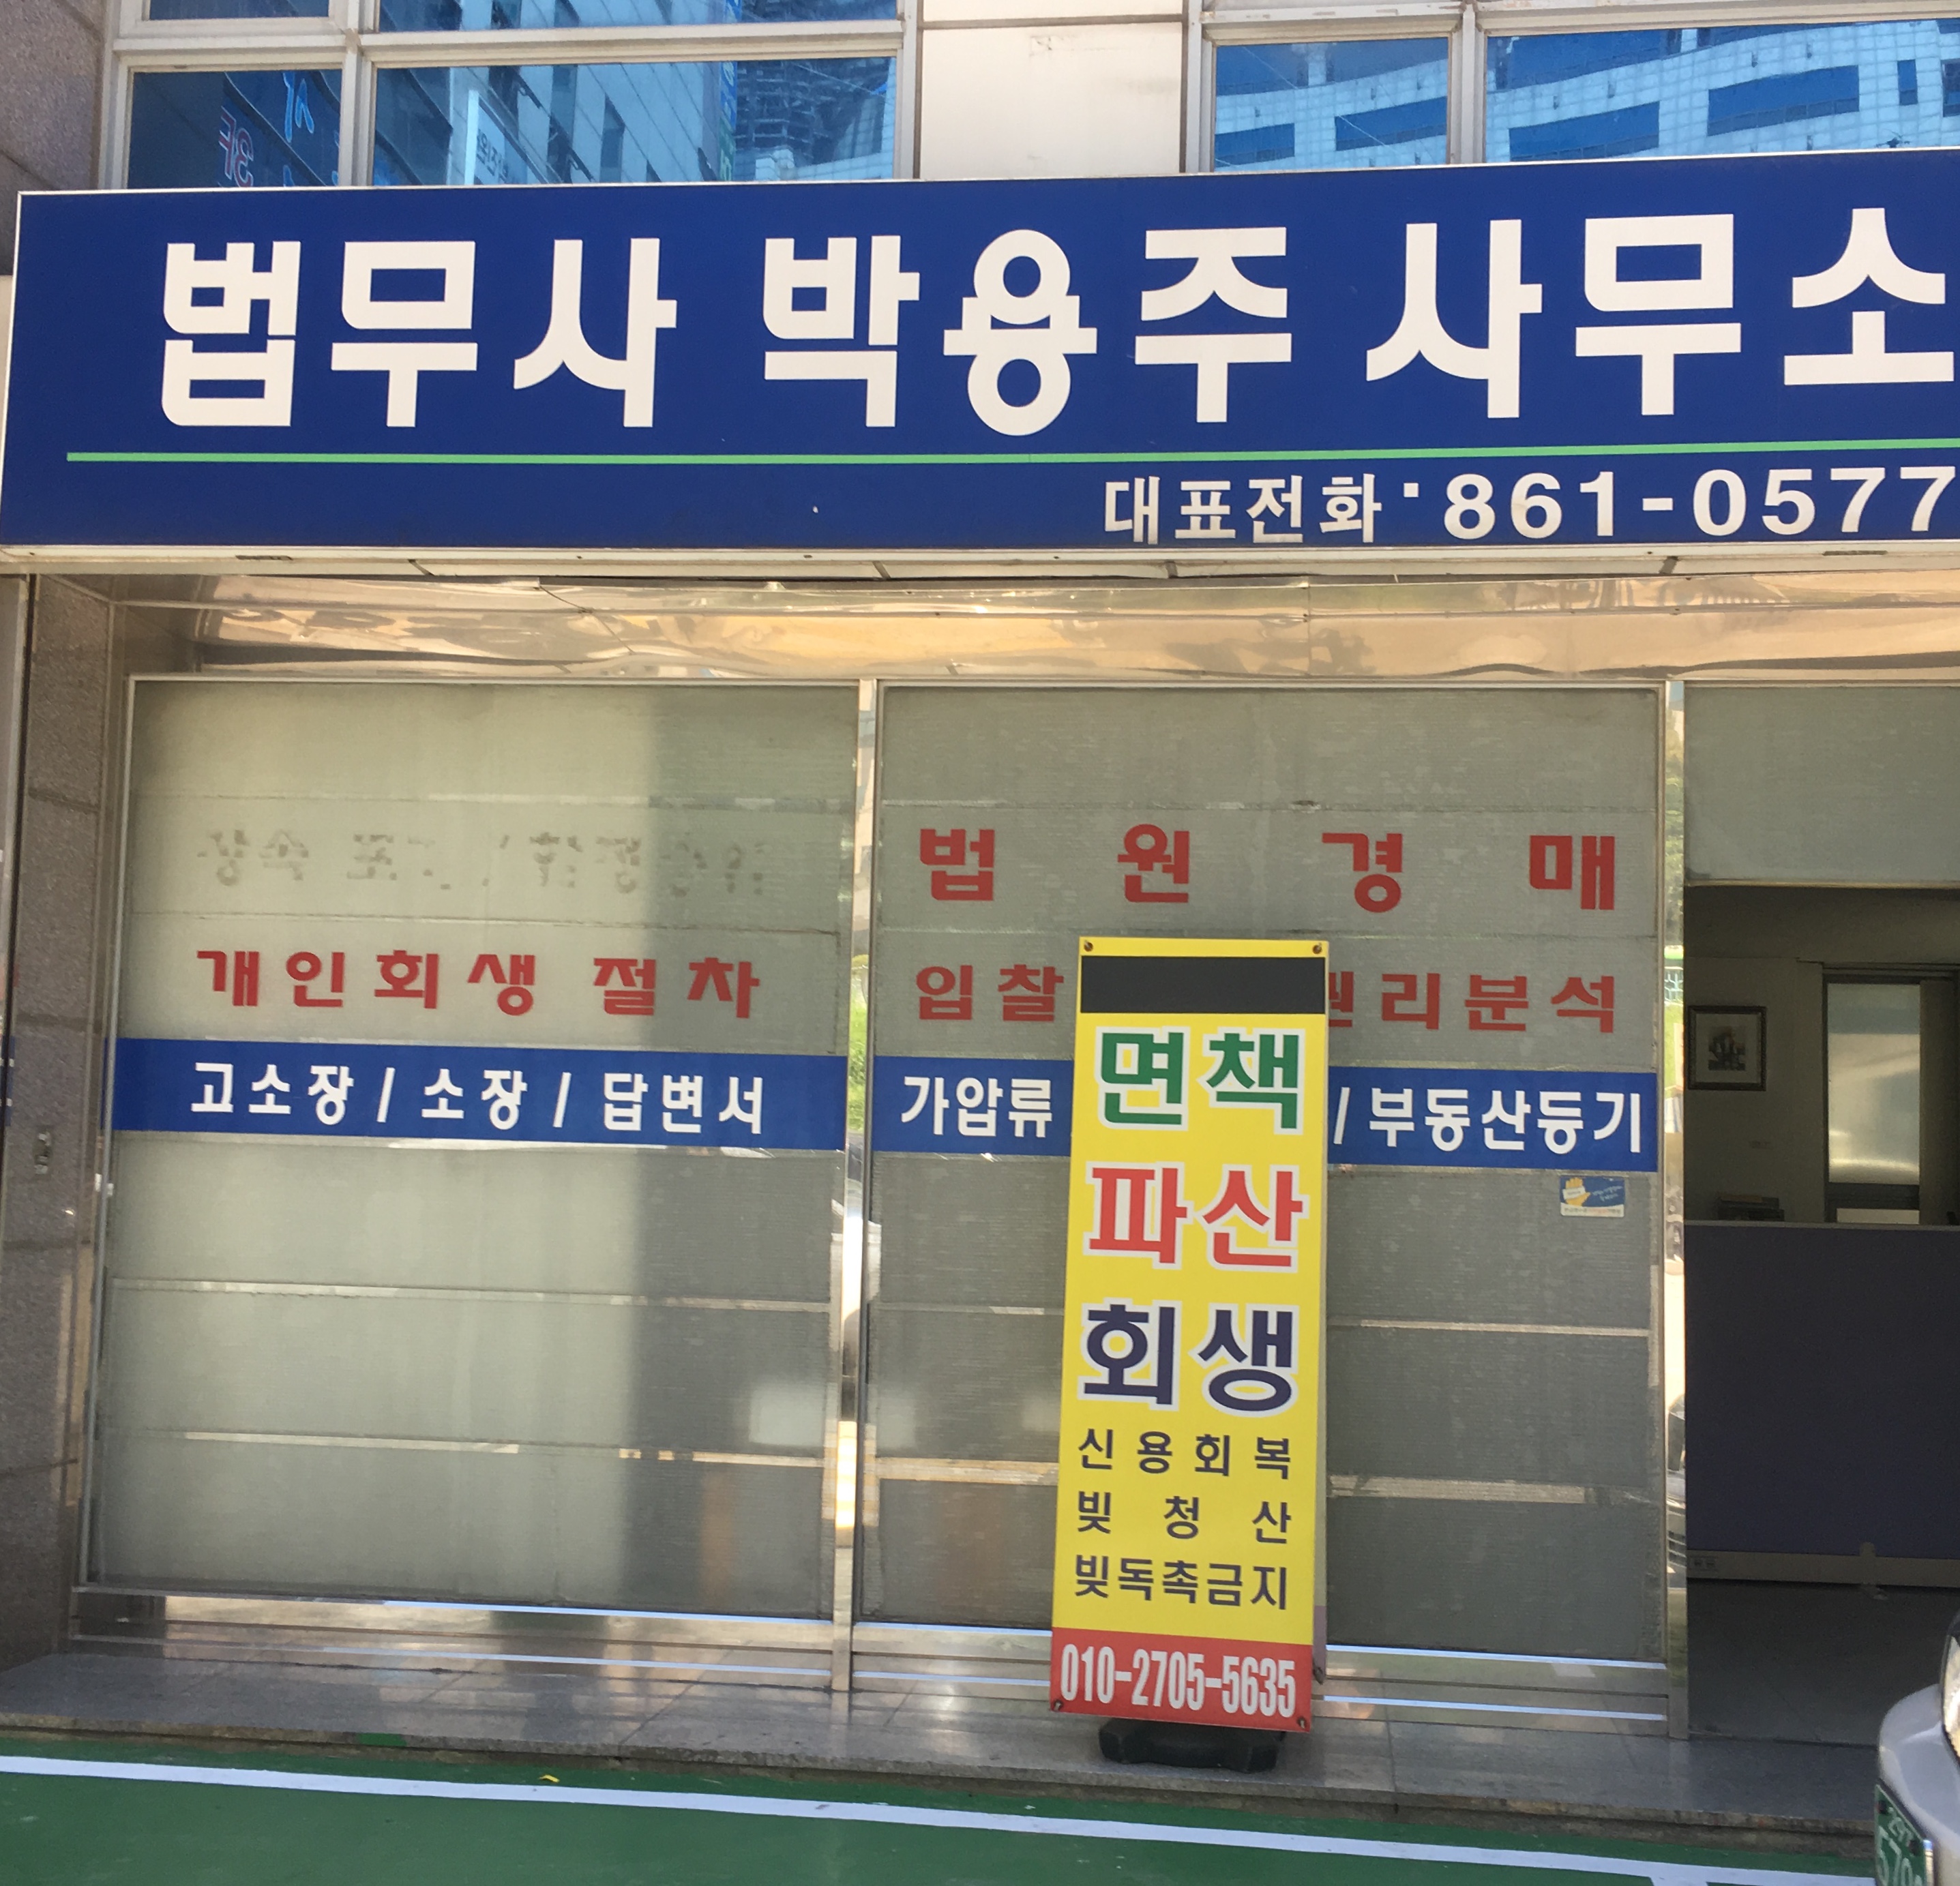 법무사 박용주 사무소
대표전화·861-0577
개인회생 절차
고소장 / 소장 / 답변서
법원경매
입찰 권리분석
가압류 / 부동산등기
면책
파산
회생
신용회복
빚청산
빚독촉금지
010-2705-5635